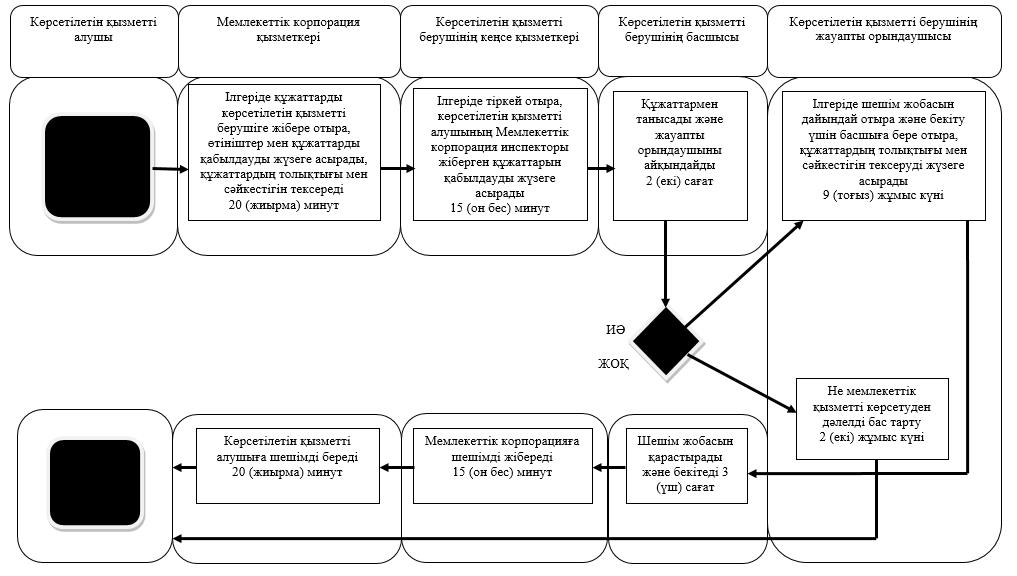 Көрсетілетін қызметті
алушы
Мемлекеттік корпорация
қызметкері
Көрсетілетін қызметті
берушінің кеңсе қызметкері
Көрсетілетін қызметті
берушінің басшысы
Көрсетілетін қызметті берушінің
жауапты орындаушысы
Ілгеріде құжаттарды
көрсетілетін қызметті
берушіге жібере отыра,
өтініштер мен құжаттарды
қабылдауды жүзеге асырады,
құжаттардың толықтығы мен
сәйкестігін тексереді
20 (жиырма) минут
Ілгеріде тіркей отыра,
көрсетілетін қызметті
алушының Мемлекеттік
корпорация инспекторы
жіберген құжаттарын
қабылдауды жүзеге
асырады
15 (он бес) минут
Құжаттармен
танысады және
жауапты
орындаушыны
айқындайды
2 (екі) сағат
Ілгеріде шешім жобасын
дайындай отыра және бекіту
үшін басшыға бере отыра,
құжаттардың толықтығы мен
сәйкестігін тексеруді жүзеге
асырады
9 (тоғыз) жұмыс күні
ИӘ
ЖОҚ
Не мемлекеттік
қызметті көрсетуден
дәлелді бас тарту
2 (екі) жұмыс күні
Көрсетілетін қызметті
алушыға шешімді береді
20 (жиырма) минут
Мемлекеттік корпорацияға
шешімді жібереді
15 (он бес) минут
Шешім жобасын
қарастырады
және бекітеді 3
(үш) сағат